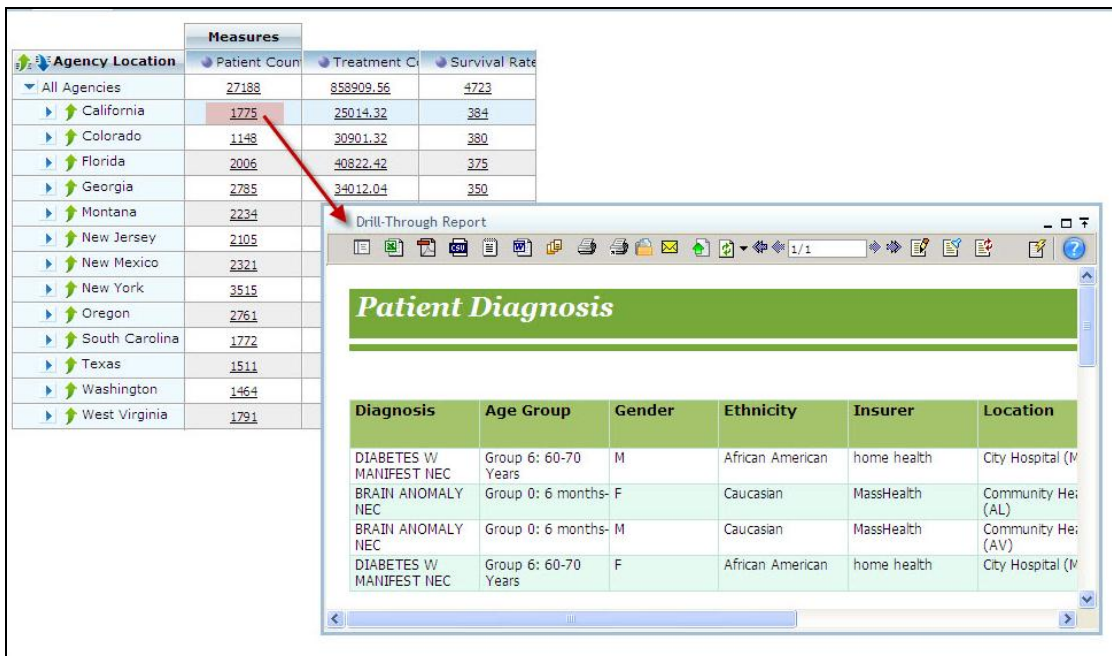 Measures
Agency Location Patient Coun Treatment C Survival Rate
All Agencies 27188 858909.56 4723
California 1775 25014.32 384
Colorado 1148 30901.32 380
Florida 2006 40822.42 375
Georgia 2785 34012.04 350
Montana 2234
New Jersey 2105
New Mexico 2321
New York 3515
Oregon 2761
South Carolina 1772
Texas 1511
Washington 1464
West Virginia 1791
Drill-Through Report
CSV
1/1
Patient Diagnosis
Diagnosis Age Group Gender Ethnicity Insurer Location
DIABETES W Group 6: 60-70 M African American home health City Hospital (M
MANIFEST NEC Years
BRAIN ANOMALY Group 0: 6 months- F Caucasian MassHealth Community Hea
NEC (AL)
BRAIN ANOMALY Group 0: 6 months- M Caucasian MassHealth Community Hea
NEC (AV)
DIABETES W Group 6: 60-70 F African American home health City Hospital (M
MANIFEST NEC Years